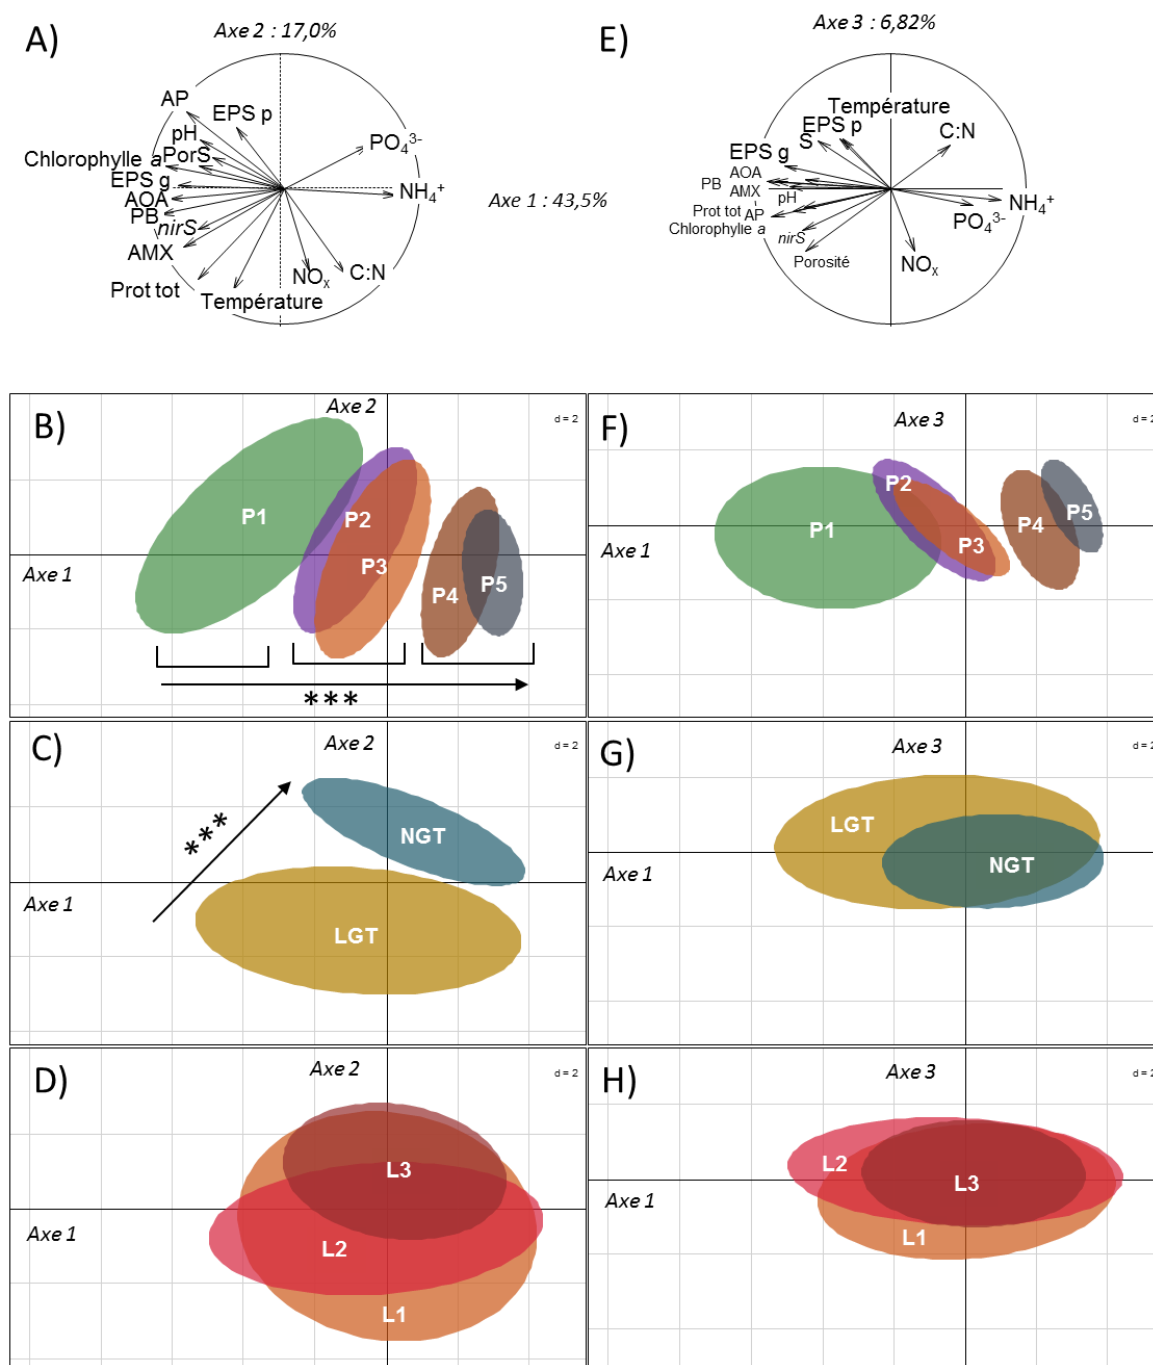 A)
Axe 2 : 17,0%
AP
EPS p
pH
PO₄³⁻
Chlorophylle a
PorS
EPS g
AOA
NH₄⁺
PB
Axe 1 : 43,5%
nirS
AMX
Prot tot
NOₓ
C:N
Température
E)
Axe 3 : 6,82%
Température
EPS p
S
C:N
EPS g
AOA
PB
AMX
pH
NH₄⁺
Prot tot
AP
PO₄³⁻
Chlorophylle a
nirS
Porosité
NOₓ
B)
Axe 2
d = 2
P1
P2
P3
P4
P5
Axe 1
***
F)
Axe 3
d = 2
P1
P2
P3
P4
P5
Axe 1
C)
Axe 2
d = 2
***
NGT
Axe 1
LGT
G)
Axe 3
d = 2
LGT
NGT
Axe 1
D)
Axe 2
d = 2
L3
Axe 1
L2
L1
H)
Axe 3
d = 2
L2
L3
Axe 1
L1